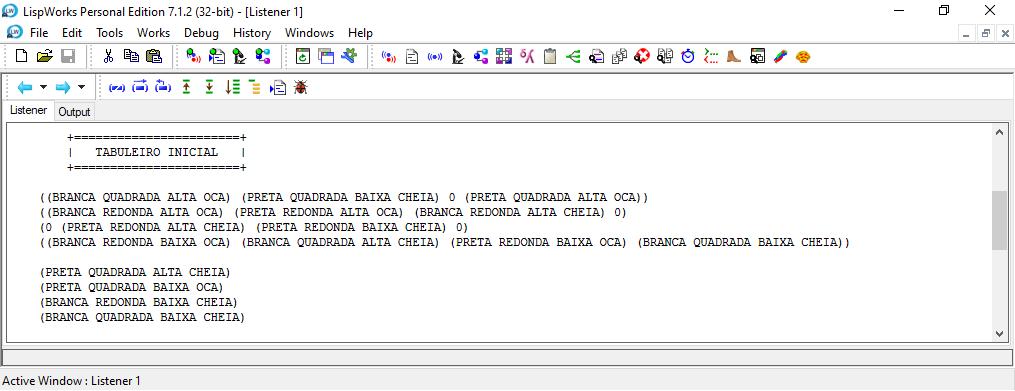 LispWorks Personal Edition 7.1.2 (32-bit) - [Listener 1]
File Edit Tools Works Debug History Windows Help
Listener Output
+=======================+
| TABULEIRO INICIAL |
+=======================+
((BRANCA QUADRADA ALTA OCA) (PRETA QUADRADA BAIXA CHEIA) 0 (PRETA QUADRADA ALTA OCA))
((BRANCA REDONDA ALTA OCA) (PRETA REDONDA ALTA OCA) (BRANCA REDONDA ALTA CHEIA) 0)
(0 (PRETA REDONDA ALTA CHEIA) (PRETA REDONDA BAIXA CHEIA) 0)
((BRANCA REDONDA BAIXA OCA) (BRANCA QUADRADA ALTA CHEIA) (PRETA REDONDA BAIXA OCA) (BRANCA QUADRADA BAIXA CHEIA))
(PRETA QUADRADA ALTA CHEIA)
(PRETA QUADRADA BAIXA OCA)
(BRANCA REDONDA BAIXA CHEIA)
(BRANCA QUADRADA BAIXA CHEIA)
Active Window : Listener 1